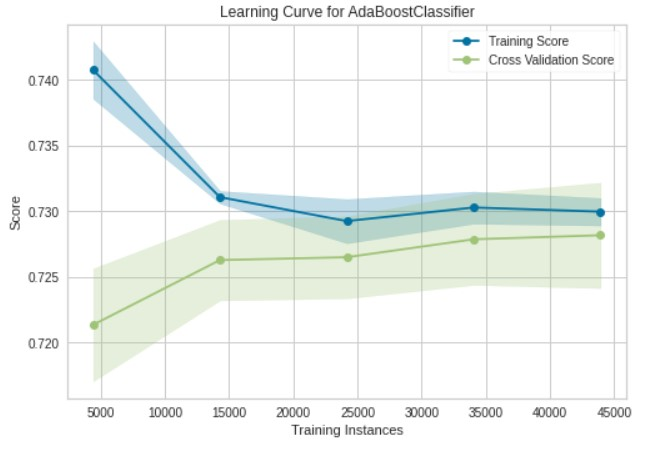 Learning Curve for AdaBoostClassifier
Training Score
Cross Validation Score
0.740
0.735
0.730
0.725
0.720
Score
5000 10000 15000 20000 25000 30000 35000 40000 45000
Training Instances